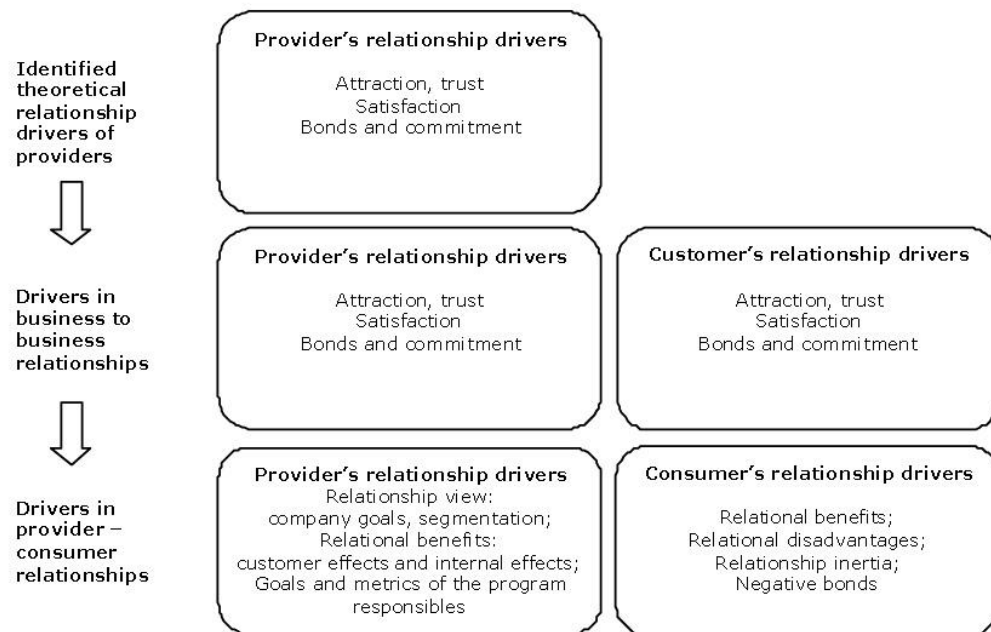 Identified
theoretical
relationship
drivers of
providers
Provider’s relationship drivers
Attraction, trust
Satisfaction
Bonds and commitment
Drivers in
business to
business
relationships
Provider’s relationship drivers
Attraction, trust
Satisfaction
Bonds and commitment
Customer’s relationship drivers
Attraction, trust
Satisfaction
Bonds and commitment
Drivers in
provider –
consumer
relationships
Provider’s relationship drivers
Relationship view:
company goals, segmentation;
Relational benefits:
customer effects and internal effects;
Goals and metrics of the program
responsibles
Consumer’s relationship drivers
Relational benefits;
Relational disadvantages;
Relationship inertia;
Negative bonds